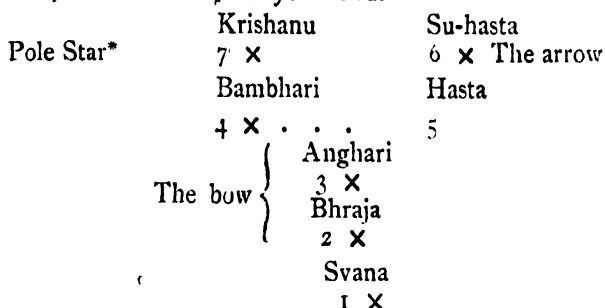 Krishanu Su-hasta
Pole Star* 7 × 6 × The arrow
Bambhari Hasta
4 × . . . 5
Anghari
The bow { 3 ×
Bhraja
2 ×
Svana
1 ×